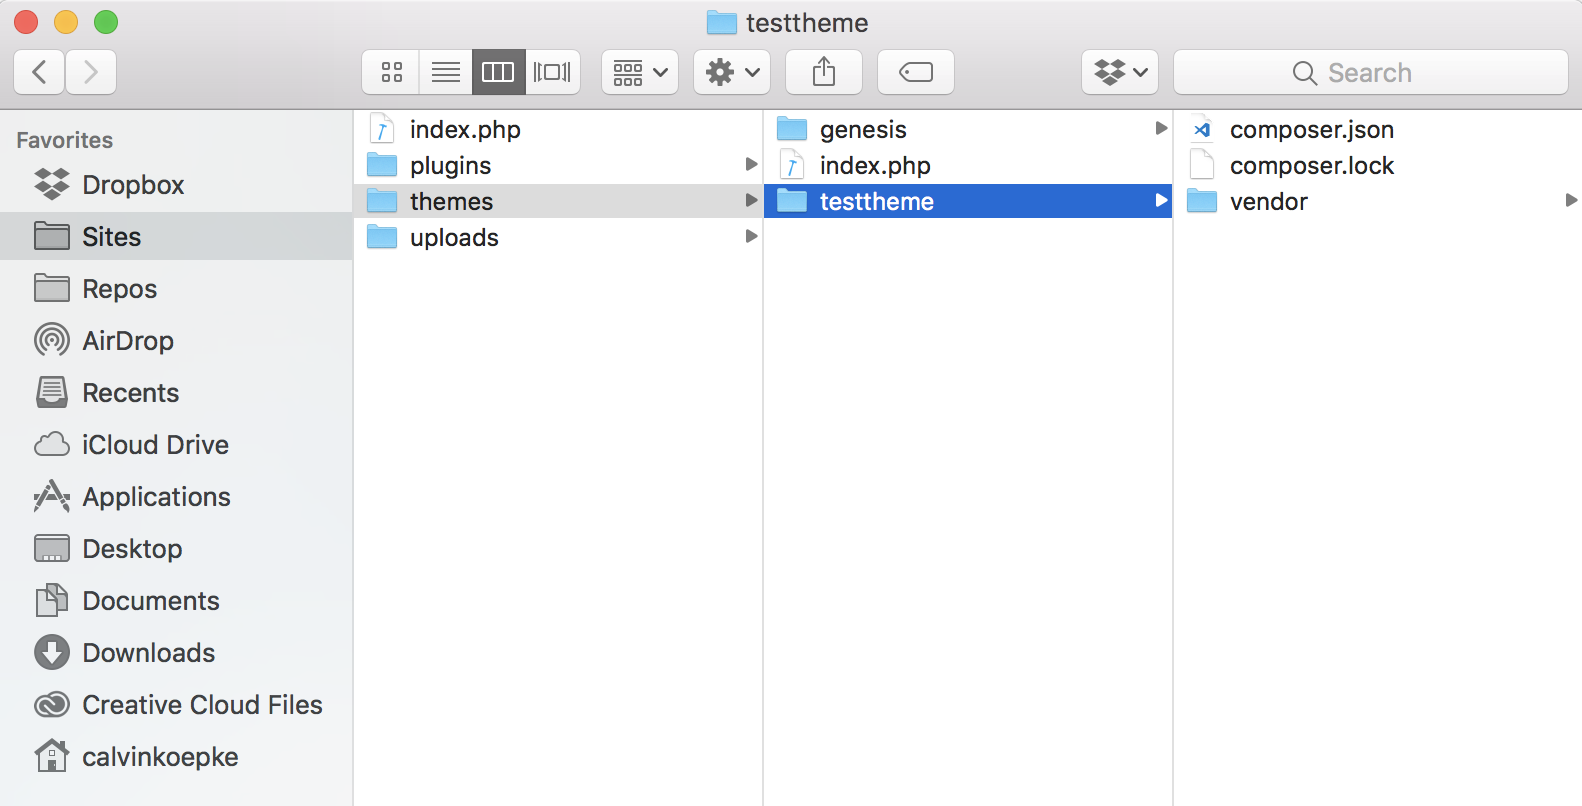 testtheme
Search
Favorites
Dropbox
Sites
Repos
AirDrop
Recents
iCloud Drive
Applications
Desktop
Documents
Downloads
Creative Cloud Files
calvinkoepke
index.php
plugins
themes
uploads
genesis
index.php
testtheme
composer.json
composer.lock
vendor